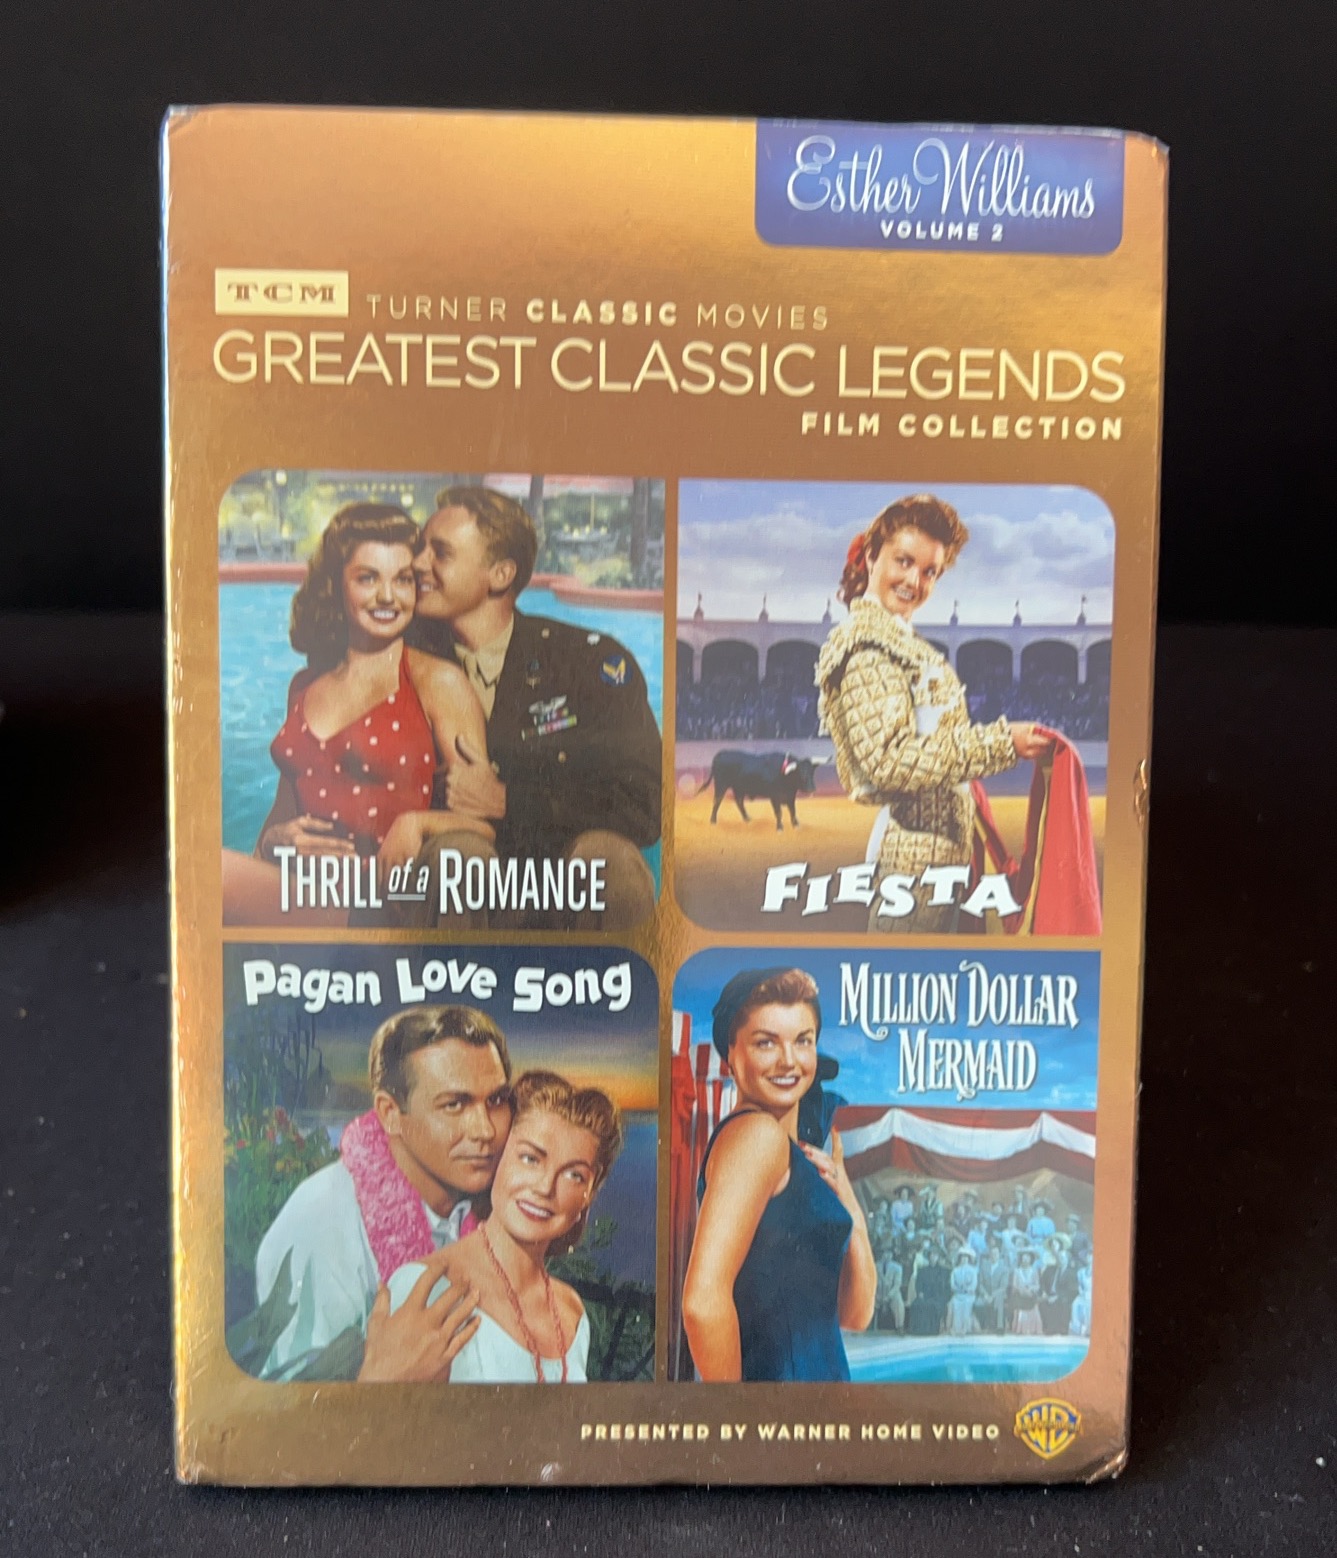 Esther Williams
VOLUME 2
TCM TURNER CLASSIC MOVIES
GREATEST CLASSIC LEGENDS
FILM COLLECTION
THRILL of a ROMANCE
FIESTA
Pagan Love Song
MILLION DOLLAR
MERMAID
PRESENTED BY WARNER HOME VIDEO
WB